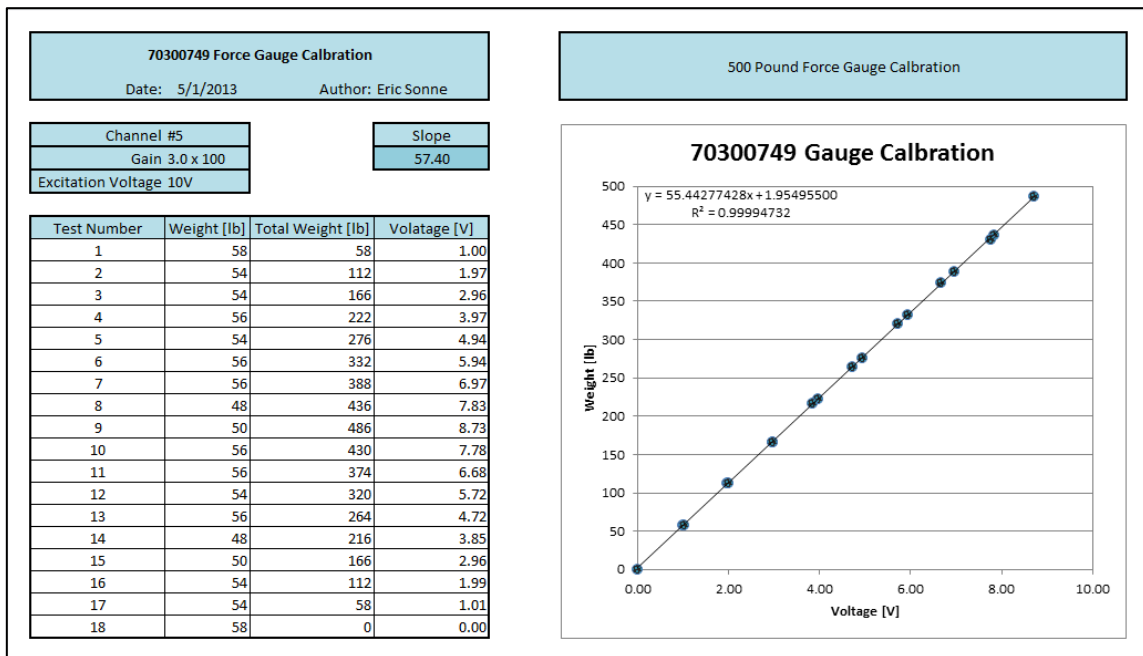 70300749 Force Gauge Calbration
Date: 5/1/2013 Author: Eric Sonne
500 Pound Force Gauge Calbration
Channel #5
Gain 3.0 x 100
Excitation Voltage 10V
Slope
57.40
Test Number Weight [lb] Total Weight [lb] Volatage [V]
1 58 58 1.00
2 54 112 1.97
3 54 166 2.96
4 56 222 3.97
5 54 276 4.94
6 56 332 5.94
7 56 388 6.97
8 48 436 7.83
9 50 486 8.73
10 56 430 7.78
11 56 374 6.68
12 54 320 5.72
13 56 264 4.72
14 48 216 3.85
15 50 166 2.96
16 54 112 1.99
17 54 58 1.01
18 58 0 0.00
70300749 Gauge Calbration
y = 55.44277428x + 1.95495500
R² = 0.99994732
500
450
400
350
300
250
200
150
100
50
0
Weight [lb]
0.00 2.00 4.00 6.00 8.00 10.00
Voltage [V]